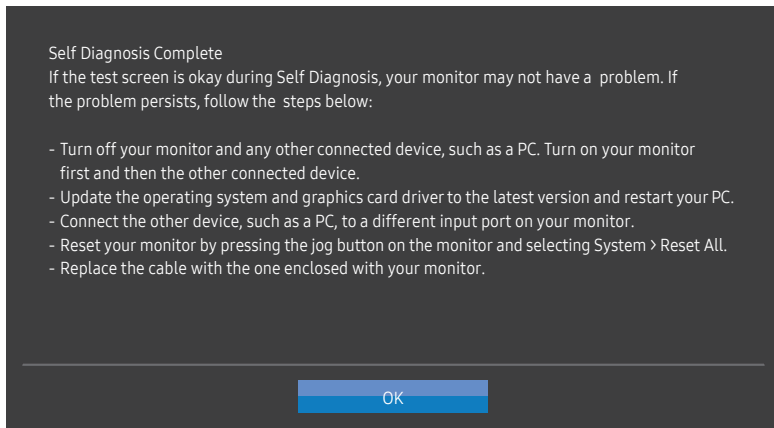 Self Diagnosis Complete
If the test screen is okay during Self Diagnosis, your monitor may not have a problem. If
the problem persists, follow the steps below:
- Turn off your monitor and any other connected device, such as a PC. Turn on your monitor
first and then the other connected device.
- Update the operating system and graphics card driver to the latest version and restart your PC.
- Connect the other device, such as a PC, to a different input port on your monitor.
- Reset your monitor by pressing the jog button on the monitor and selecting System > Reset All.
- Replace the cable with the one enclosed with your monitor.
OK